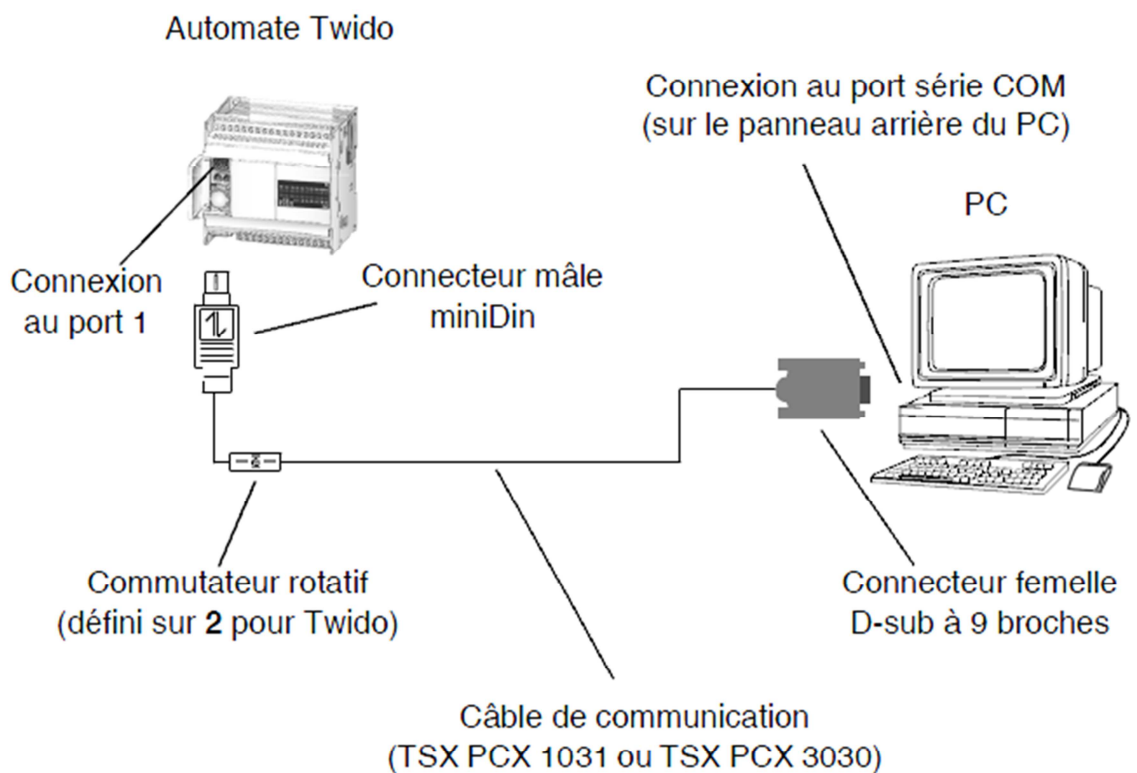 Automate Twido
Connexion au port série COM
(sur le panneau arrière du PC)
PC
Connexion
au port 1
Connecteur mâle
miniDin
Commutateur rotatif
(défini sur 2 pour Twido)
Connecteur femelle
D-sub à 9 broches
Câble de communication
(TSX PCX 1031 ou TSX PCX 3030)